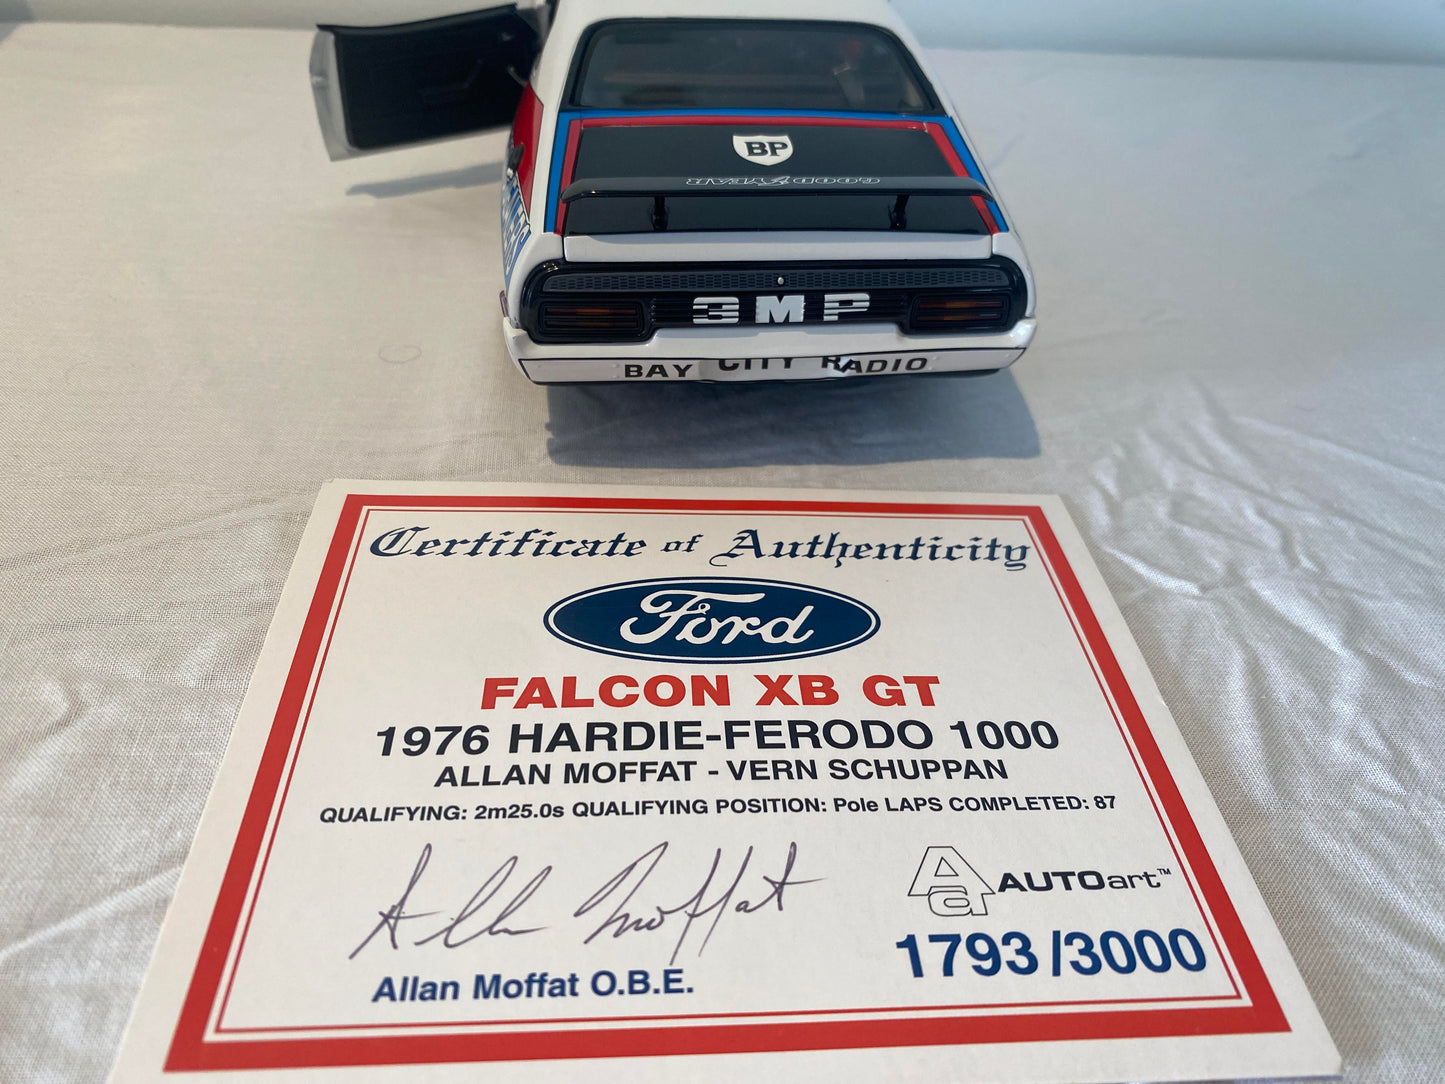 BP
GOODYEAR
3MP
BAY CITY RADIO
Certificate of Authenticity
Ford
FALCON XB GT
1976 HARDIE-FERODO 1000
ALLAN MOFFAT - VERN SCHUPPAN
QUALIFYING: 2m25.0s QUALIFYING POSITION: Pole LAPS COMPLETED: 87
Allan Moffat
AUTOart™
1793/3000
Allan Moffat O.B.E.